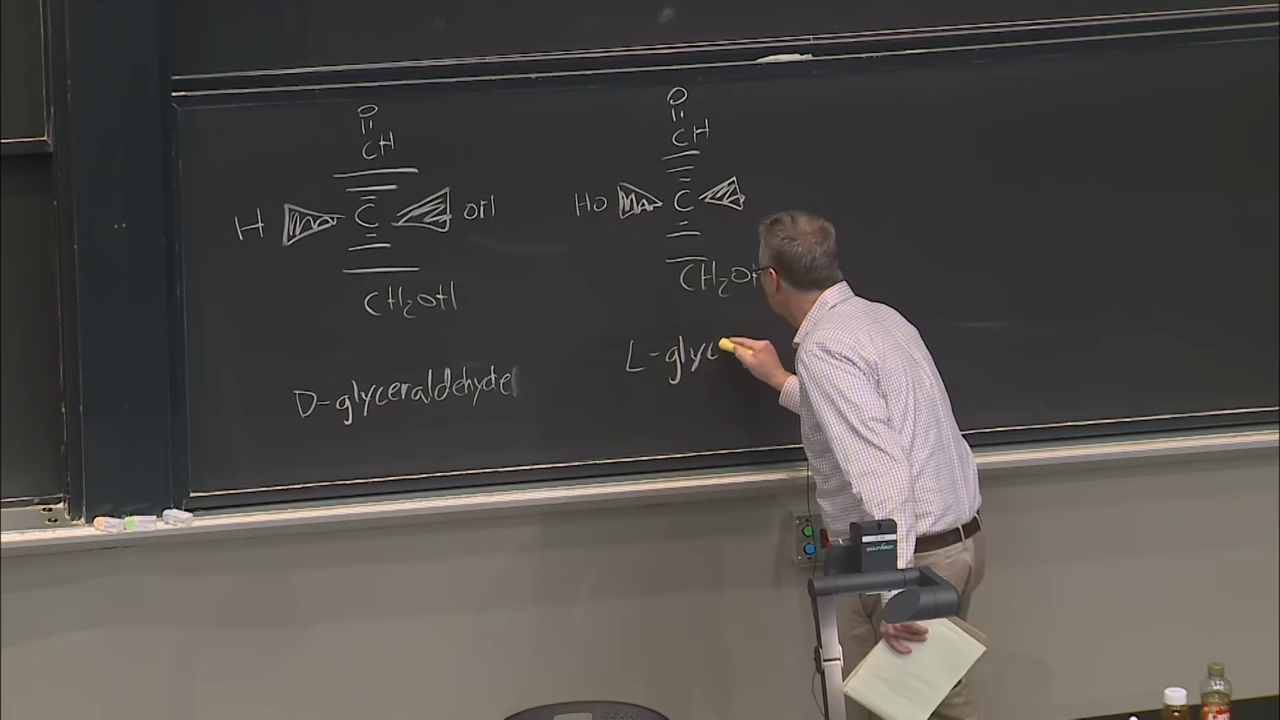 O
CH
H C OH
CH2OH
D-glyceraldehyde
O
CH
HO C
CH2OH
L-glyc